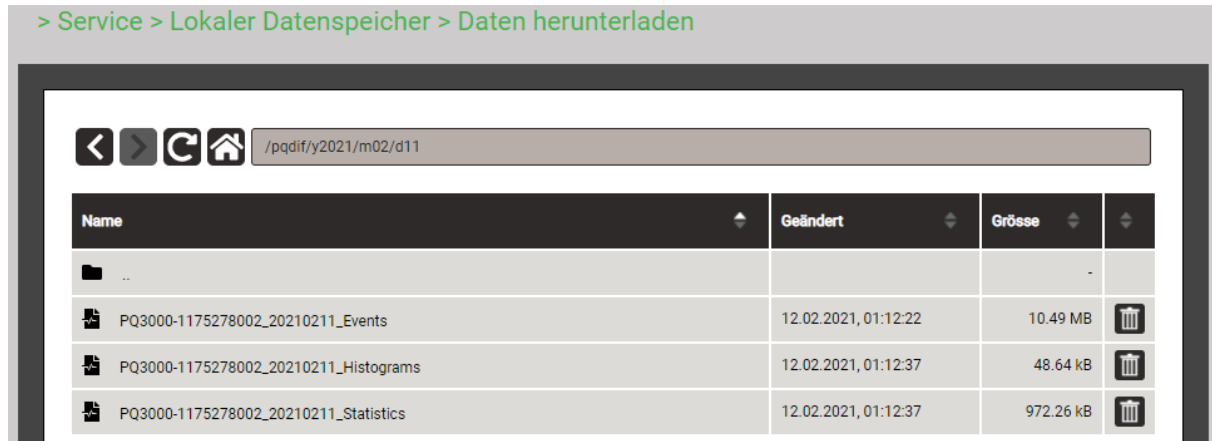 > Service > Lokaler Datenspeicher > Daten herunterladen
/pqdif/y2021/m02/d11
Name Geändert Grösse
.. -
PQ3000-1175278002_20210211_Events 12.02.2021, 01:12:22 10.49 MB
PQ3000-1175278002_20210211_Histograms 12.02.2021, 01:12:37 48.64 kB
PQ3000-1175278002_20210211_Statistics 12.02.2021, 01:12:37 972.26 kB